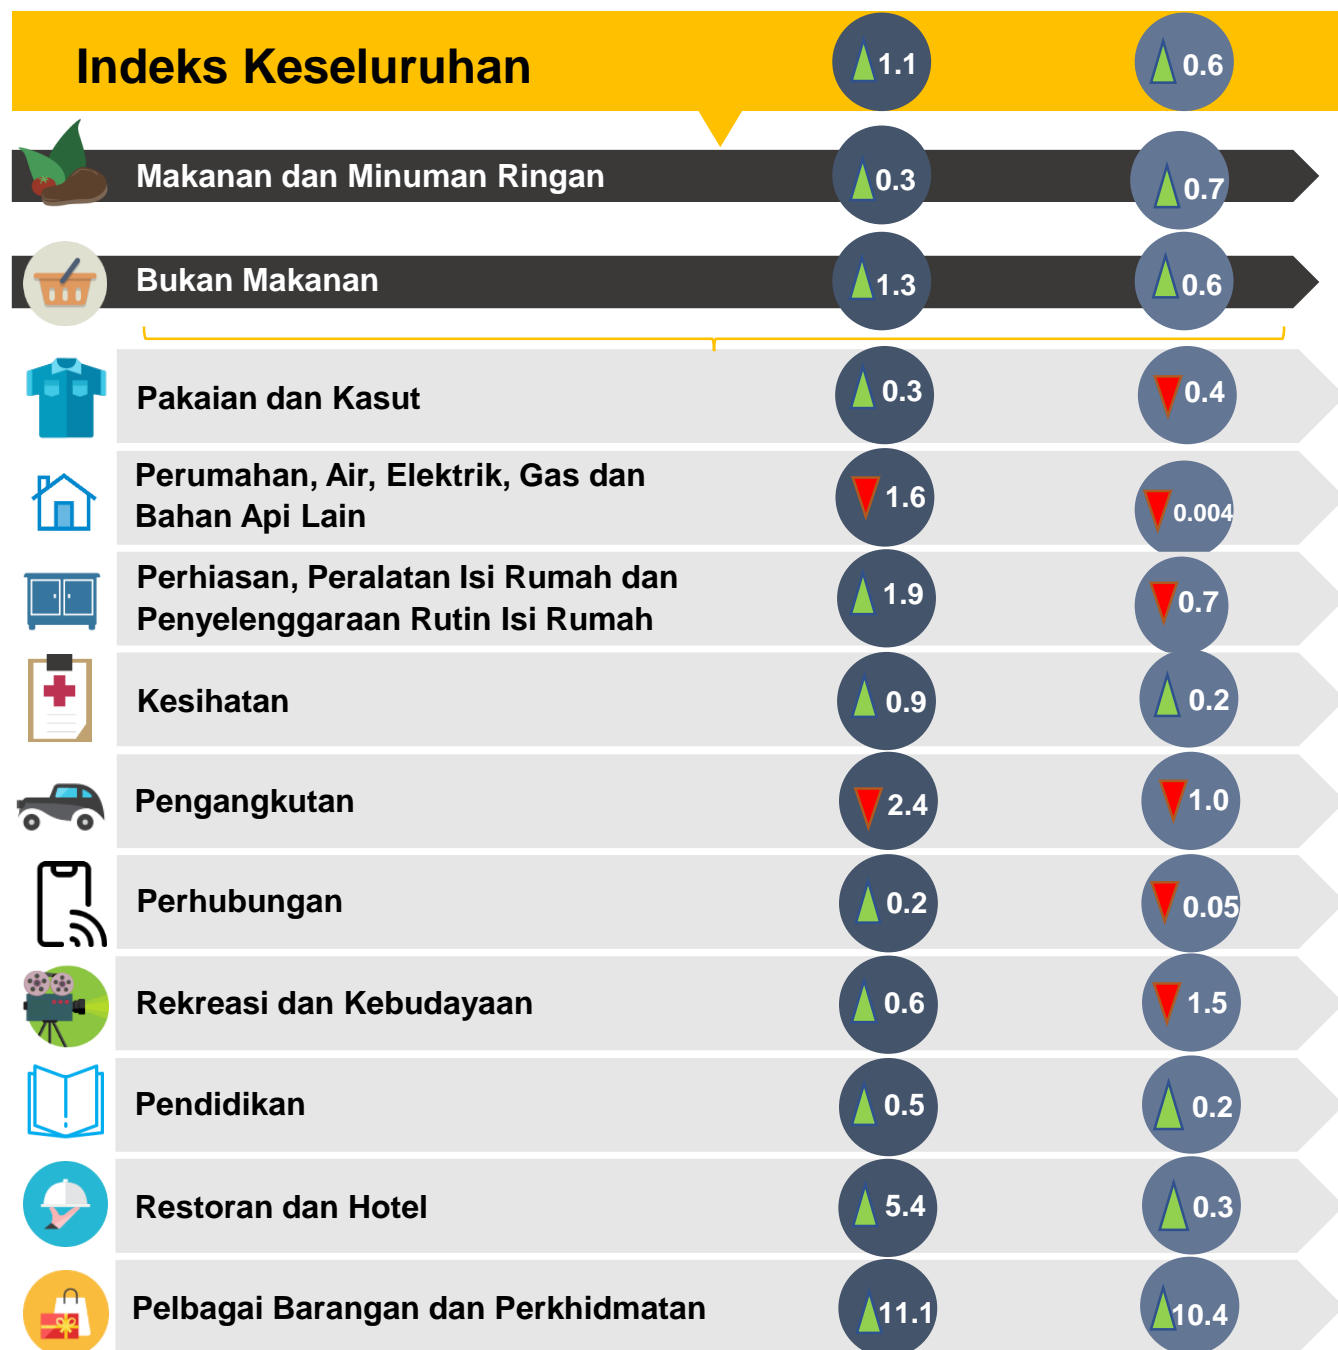 Indeks Keseluruhan 1.1 0.6
Makanan dan Minuman Ringan 0.3 0.7
Bukan Makanan 1.3 0.6
Pakaian dan Kasut 0.3 0.4
Perumahan, Air, Elektrik, Gas dan
Bahan Api Lain 1.6 0.004
Perhiasan, Peralatan Isi Rumah dan
Penyelenggaraan Rutin Isi Rumah 1.9 0.7
Kesihatan 0.9 0.2
Pengangkutan 2.4 1.0
Perhubungan 0.2 0.05
Rekreasi dan Kebudayaan 0.6 1.5
Pendidikan 0.5 0.2
Restoran dan Hotel 5.4 0.3
Pelbagai Barangan dan Perkhidmatan 11.1 10.4